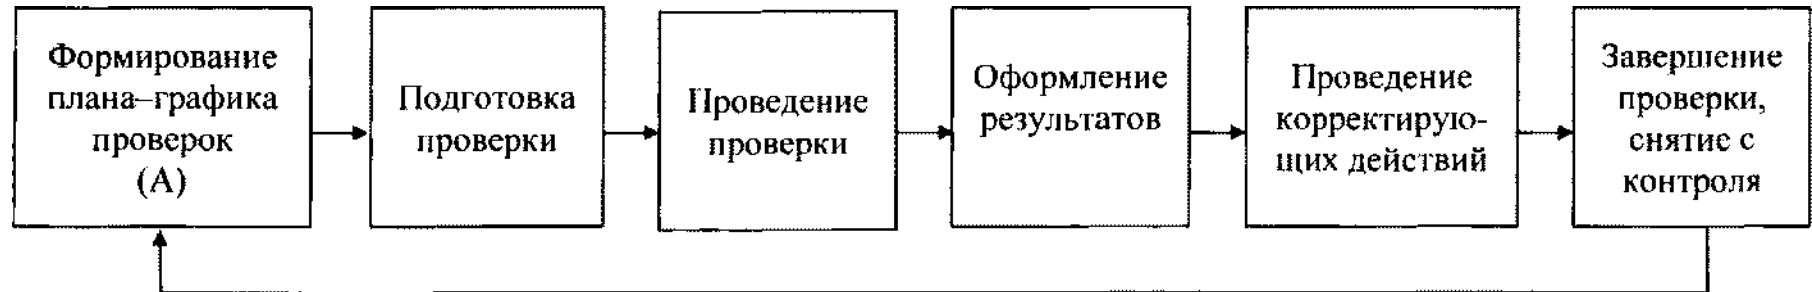 Формирование
плана–графика
проверок
(А)
Подготовка
проверки
Проведение
проверки
Оформление
результатов
Проведение
корректирую-
щих действий
Завершение
проверки,
снятие с
контроля